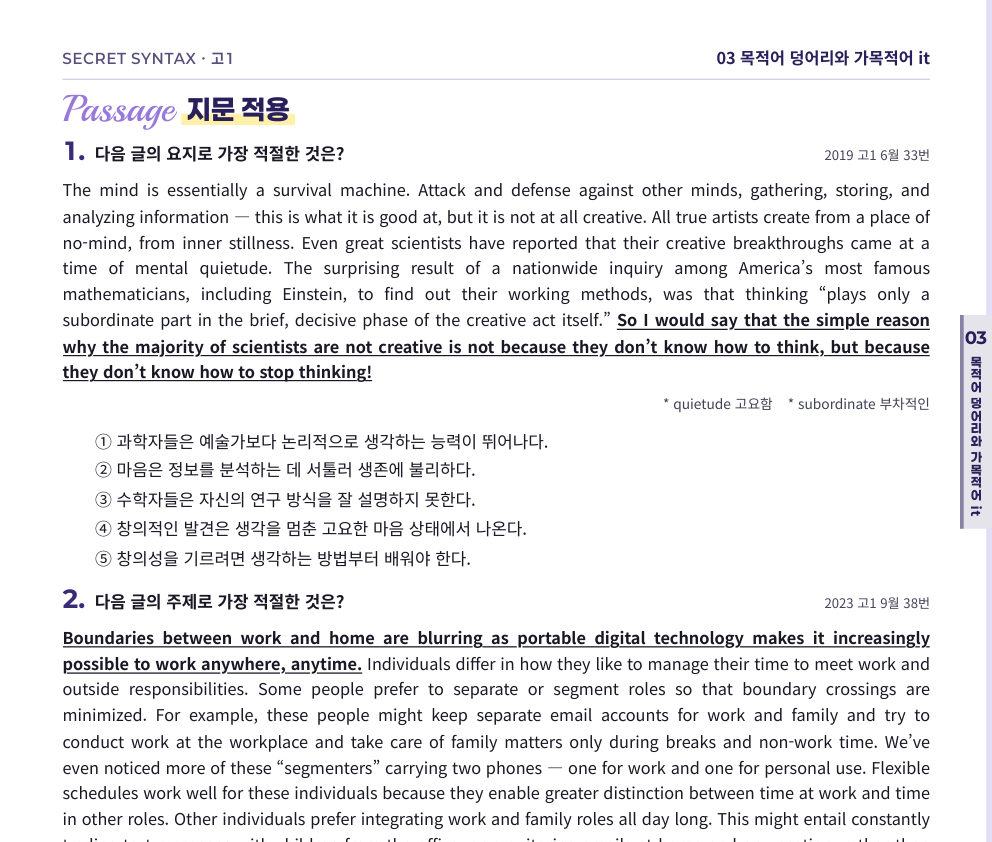 SECRET SYNTAX · 고1
03 목적어 덩어리와 가목적어 it
Passage 지문 적용
1. 다음 글의 요지로 가장 적절한 것은?
2019 고1 6월 33번
The mind is essentially a survival machine. Attack and defense against other minds, gathering, storing, and
analyzing information — this is what it is good at, but it is not at all creative. All true artists create from a place of
no-mind, from inner stillness. Even great scientists have reported that their creative breakthroughs came at a
time of mental quietude. The surprising result of a nationwide inquiry among America’s most famous
mathematicians, including Einstein, to find out their working methods, was that thinking “plays only a
subordinate part in the brief, decisive phase of the creative act itself.” So I would say that the simple reason
why the majority of scientists are not creative is not because they don’t know how to think, but because
they don’t know how to stop thinking!
* quietude 고요함 * subordinate 부차적인
① 과학자들은 예술가보다 논리적으로 생각하는 능력이 뛰어나다.
② 마음은 정보를 분석하는 데 서툴러 생존에 불리하다.
③ 수학자들은 자신의 연구 방식을 잘 설명하지 못한다.
④ 창의적인 발견은 생각을 멈춘 고요한 마음 상태에서 나온다.
⑤ 창의성을 기르려면 생각하는 방법부터 배워야 한다.
2. 다음 글의 주제로 가장 적절한 것은?
2023 고1 9월 38번
Boundaries between work and home are blurring as portable digital technology makes it increasingly
possible to work anywhere, anytime. Individuals differ in how they like to manage their time to meet work and
outside responsibilities. Some people prefer to separate or segment roles so that boundary crossings are
minimized. For example, these people might keep separate email accounts for work and family and try to
conduct work at the workplace and take care of family matters only during breaks and non-work time. We’ve
even noticed more of these “segmenters” carrying two phones — one for work and one for personal use. Flexible
schedules work well for these individuals because they enable greater distinction between time at work and time
in other roles. Other individuals prefer integrating work and family roles all day long. This might entail constantly
03
목적어 덩어리와 가목적어 it